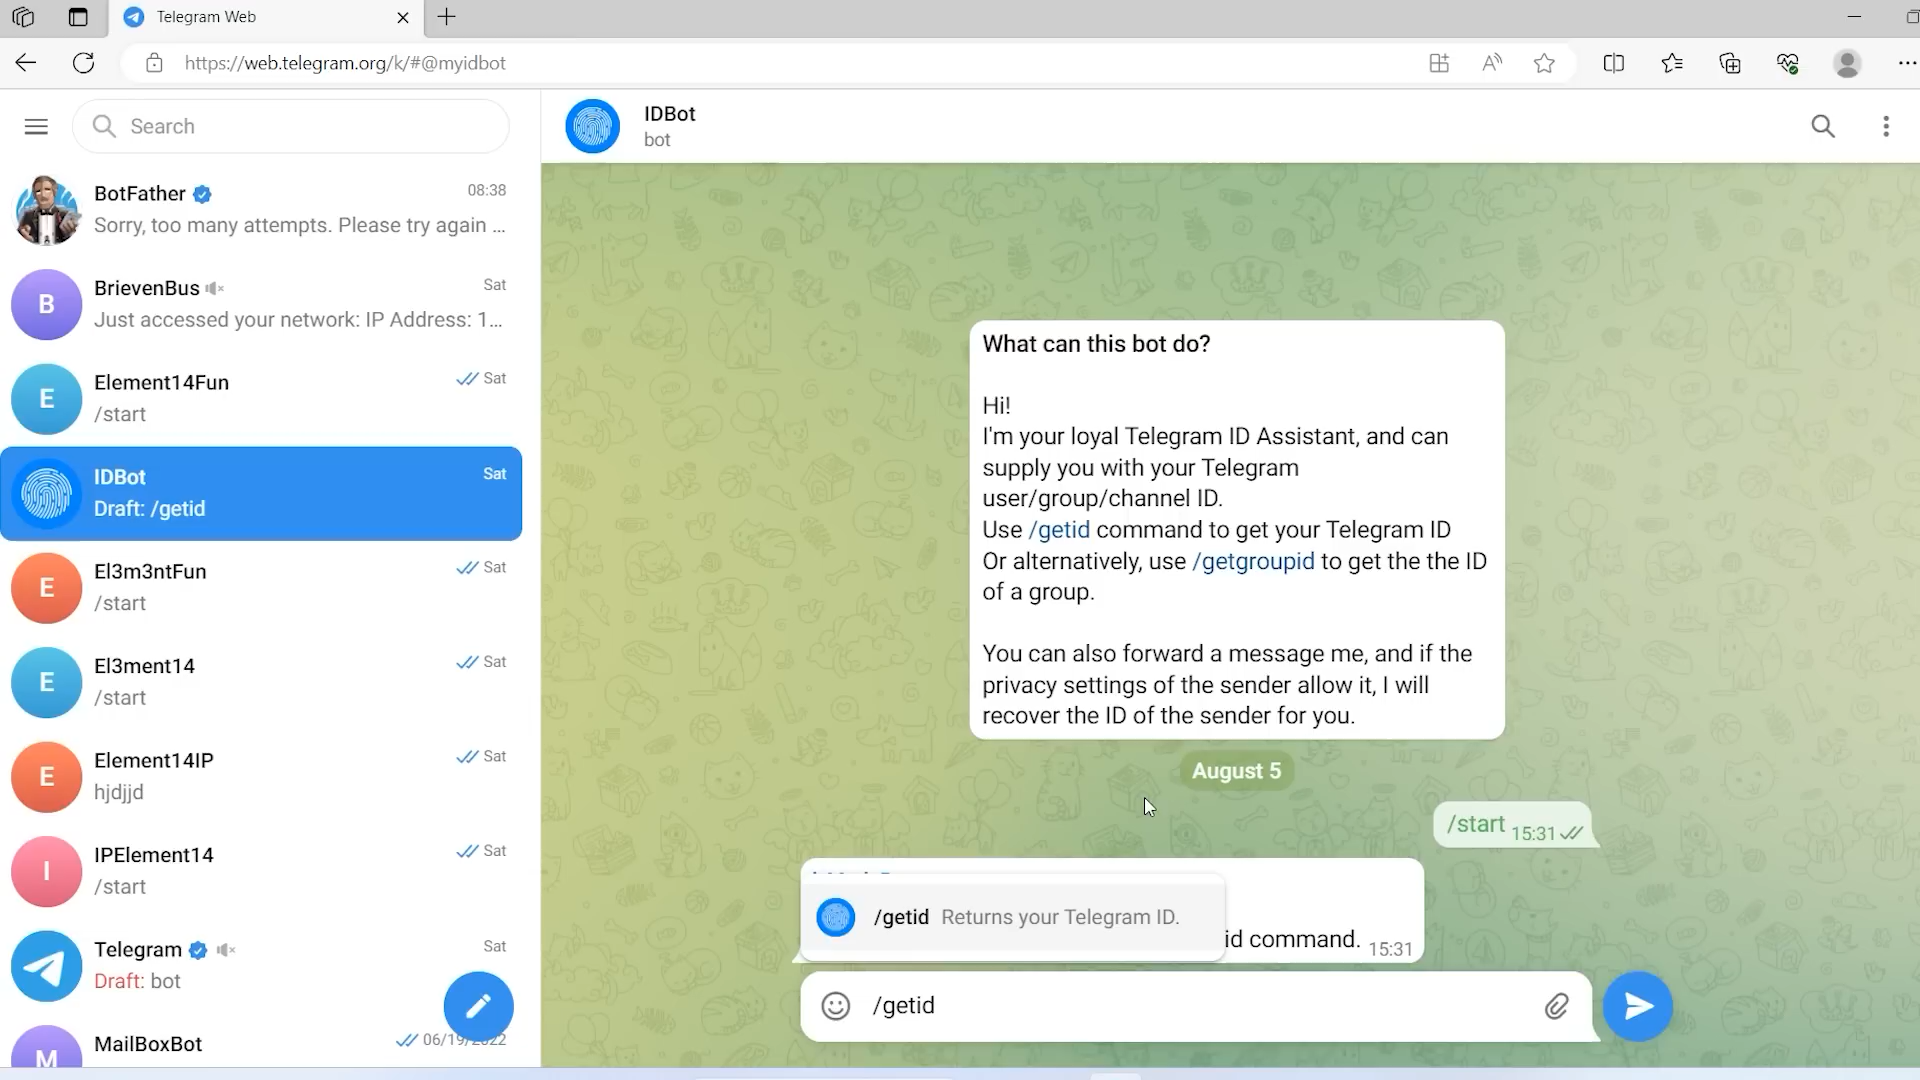 Telegram Web
https://web.telegram.org/k/#@myidbot
Search
BotFather
08:38
Sorry, too many attempts. Please try again ...
B
BrievenBus
Sat
Just accessed your network: IP Address: 1...
E
Element14Fun
Sat
/start
IDBot
Sat
Draft: /getid
E
El3m3ntFun
Sat
/start
E
El3ment14
Sat
/start
E
Element14IP
Sat
hjdjjd
I
IPElement14
Sat
/start
Telegram
Sat
Draft: bot
M
MailBoxBot
06/19/2022
IDBot
bot
What can this bot do?
Hi!
I'm your loyal Telegram ID Assistant, and can
supply you with your Telegram
user/group/channel ID.
Use /getid command to get your Telegram ID
Or alternatively, use /getgroupid to get the the ID
of a group.
You can also forward a message me, and if the
privacy settings of the sender allow it, I will
recover the ID of the sender for you.
August 5
/start 15:31
/getid Returns your Telegram ID.
id command. 15:31
/getid